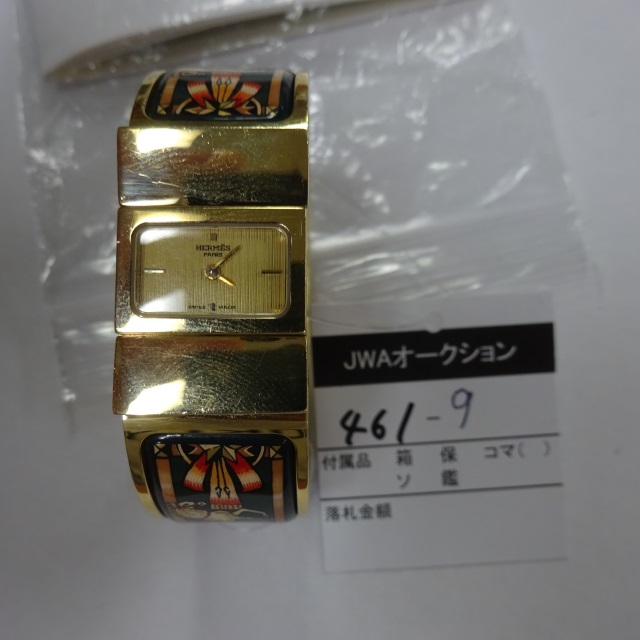 HERMÈS
PARIS
SWISS MADE
JWAオークション
461-9
付属品 箱 保 コマ( )
ソ 鑑
落札金額